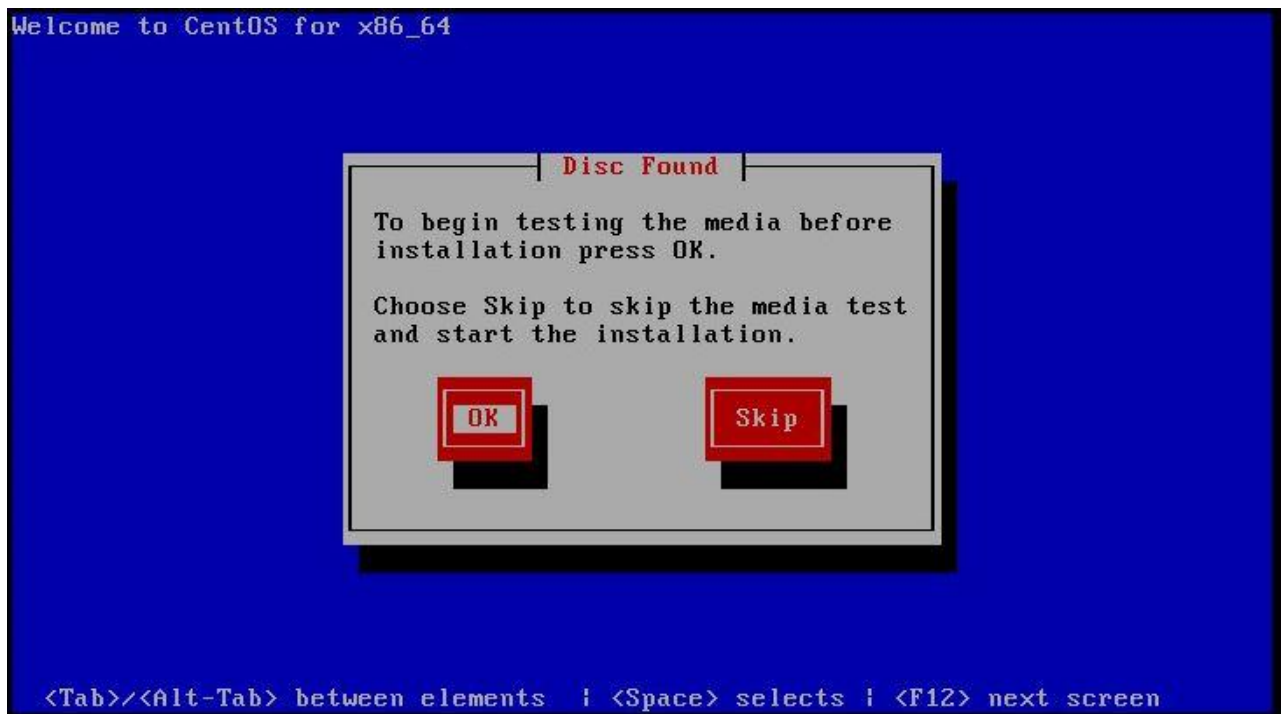 Welcome to CentOS for x86_64
Disc Found
To begin testing the media before
installation press OK.
Choose Skip to skip the media test
and start the installation.
OK Skip
<Tab>/<Alt-Tab> between elements | <Space> selects | <F12> next screen